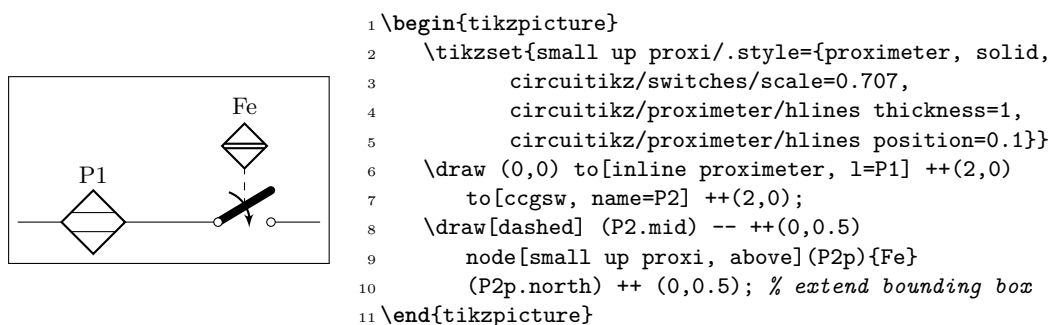 P1
Fe
1 \begin{tikzpicture}
2 \tikzset{small up proxi/.style={proximeter, solid,
3 circuitikz/switches/scale=0.707,
4 circuitikz/proximeter/hlines thickness=1,
5 circuitikz/proximeter/hlines position=0.1}}
6 \draw (0,0) to[inline proximeter, l=P1] ++(2,0)
7 to[ccgsw, name=P2] ++(2,0);
8 \draw[dashed] (P2.mid) -- ++(0,0.5)
9 node[small up proxi, above](P2p){Fe}
10 (P2p.north) ++ (0,0.5); % extend bounding box
11 \end{tikzpicture}